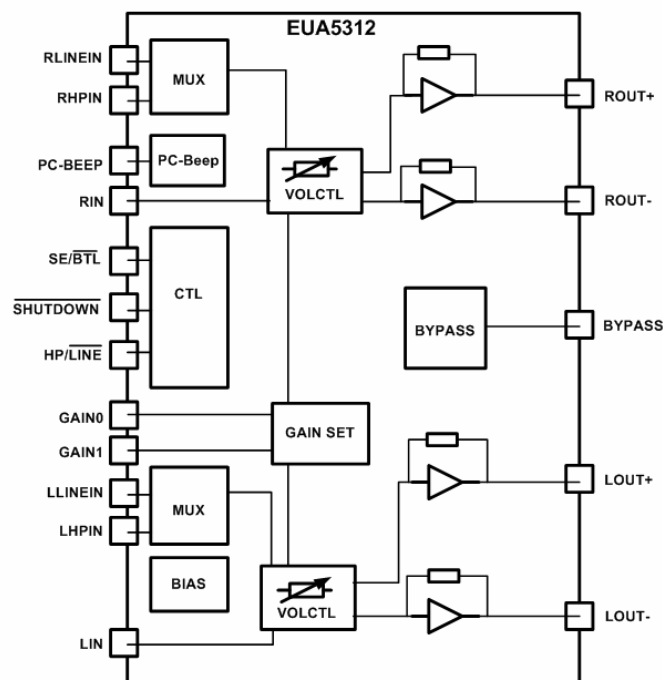 EUA5312
RLINEIN
MUX
RHPIN
ROUT+
PC-BEEP
PC-Beep
VOLCTL
RIN
ROUT-
SE/BTL
CTL
SHUTDOWN
HP/LINE
BYPASS
BYPASS
GAIN0
GAIN SET
GAIN1
LLINEIN
MUX
LHPIN
LOUT+
BIAS
VOLCTL
LIN
LOUT-